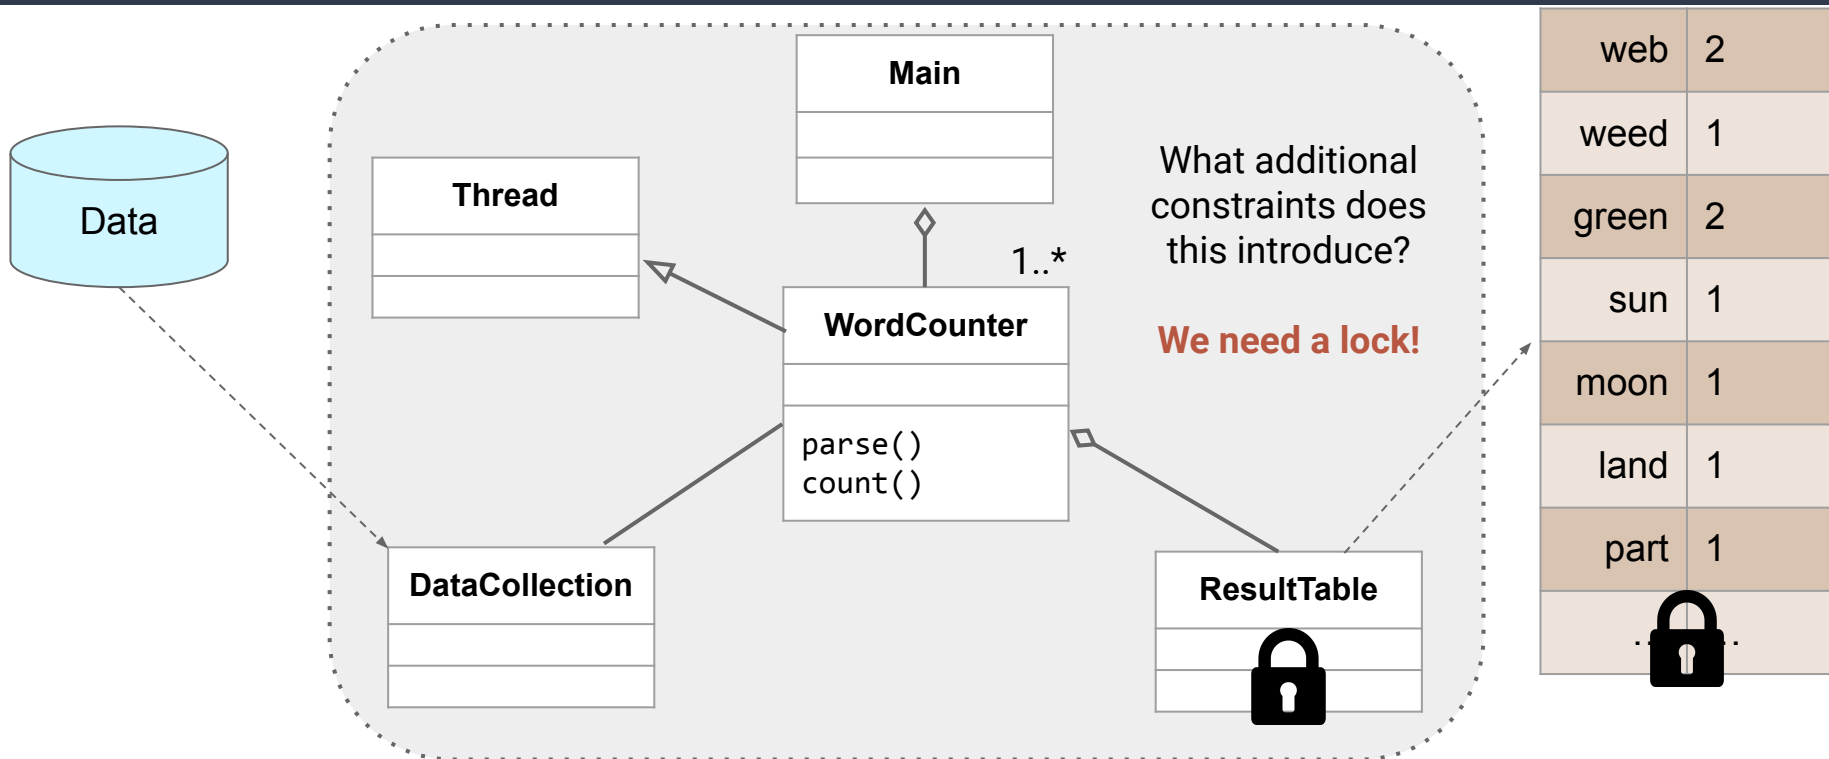 Data
Thread
Main
1..*
WordCounter
parse()
count()
DataCollection
ResultTable
What additional
constraints does
this introduce?
We need a lock!
web 2
weed 1
green 2
sun 1
moon 1
land 1
part 1